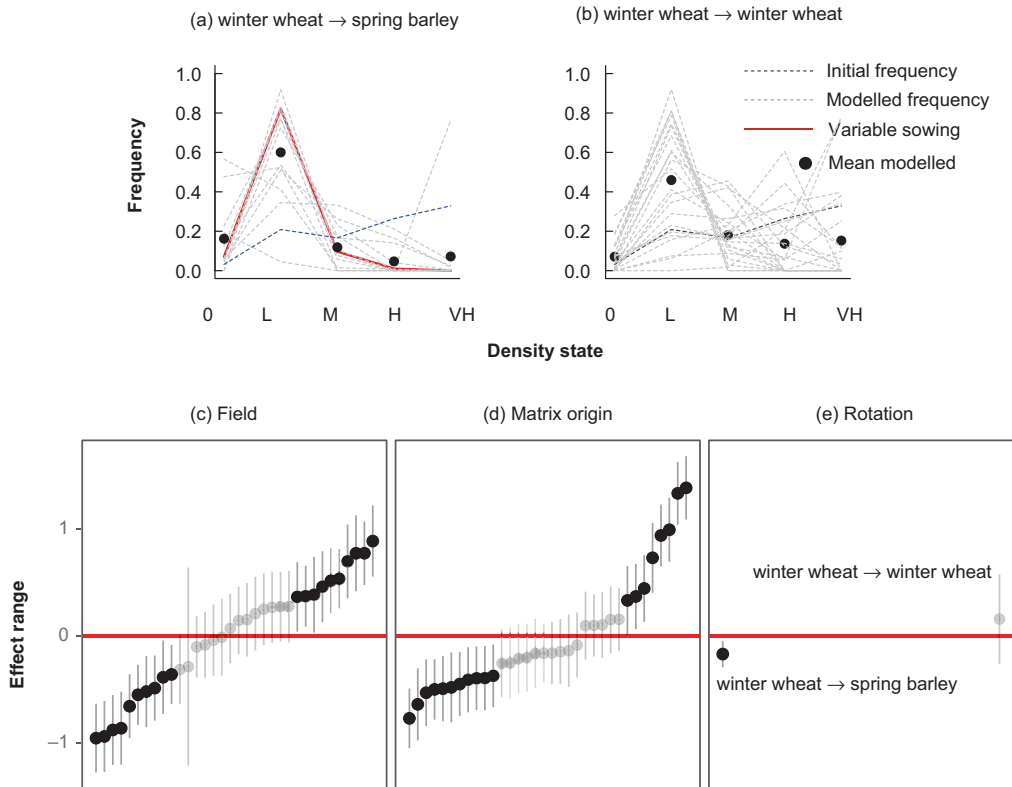 (a) winter wheat → spring barley
(b) winter wheat → winter wheat
1.0
0.8
0.6
0.4
0.2
0.0
Frequency
1.0
0.8
0.6
0.4
0.2
0.0
Initial frequency
Modelled frequency
Variable sowing
Mean modelled
0 L M H VH
0 L M H VH
Density state
(c) Field
(d) Matrix origin
(e) Rotation
Effect range
1
0
−1
winter wheat → winter wheat
winter wheat → spring barley